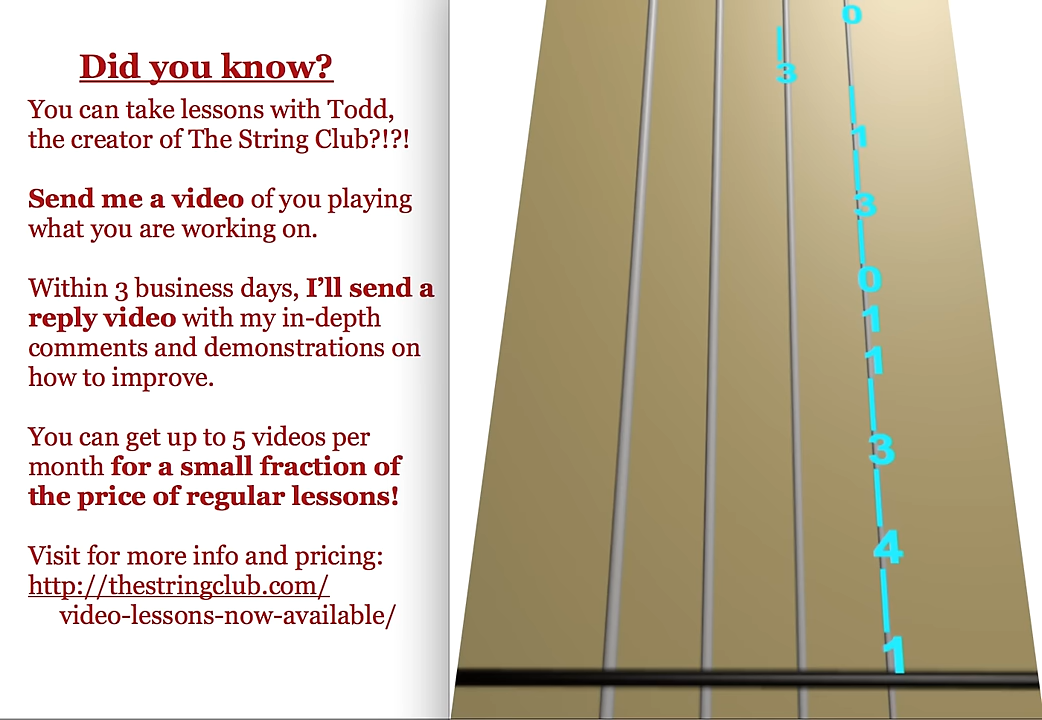 Did you know?
You can take lessons with Todd,
the creator of The String Club?!?!
Send me a video of you playing
what you are working on.
Within 3 business days, I’ll send a
reply video with my in-depth
comments and demonstrations on
how to improve.
You can get up to 5 videos per
month for a small fraction of
the price of regular lessons!
Visit for more info and pricing:
http://thestringclub.com/
video-lessons-now-available/
0
3
1
3
0
1
1
3
4
1